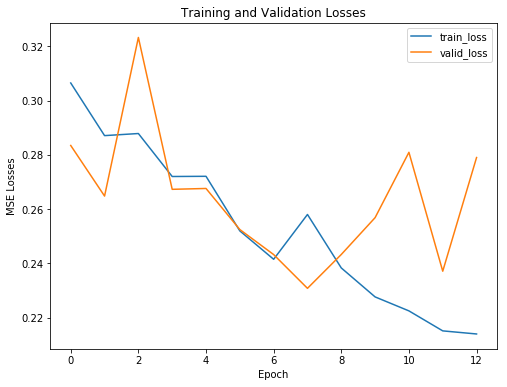 Training and Validation Losses
train_loss
valid_loss
MSE Losses
0.32
0.30
0.28
0.26
0.24
0.22
0 2 4 6 8 10 12
Epoch